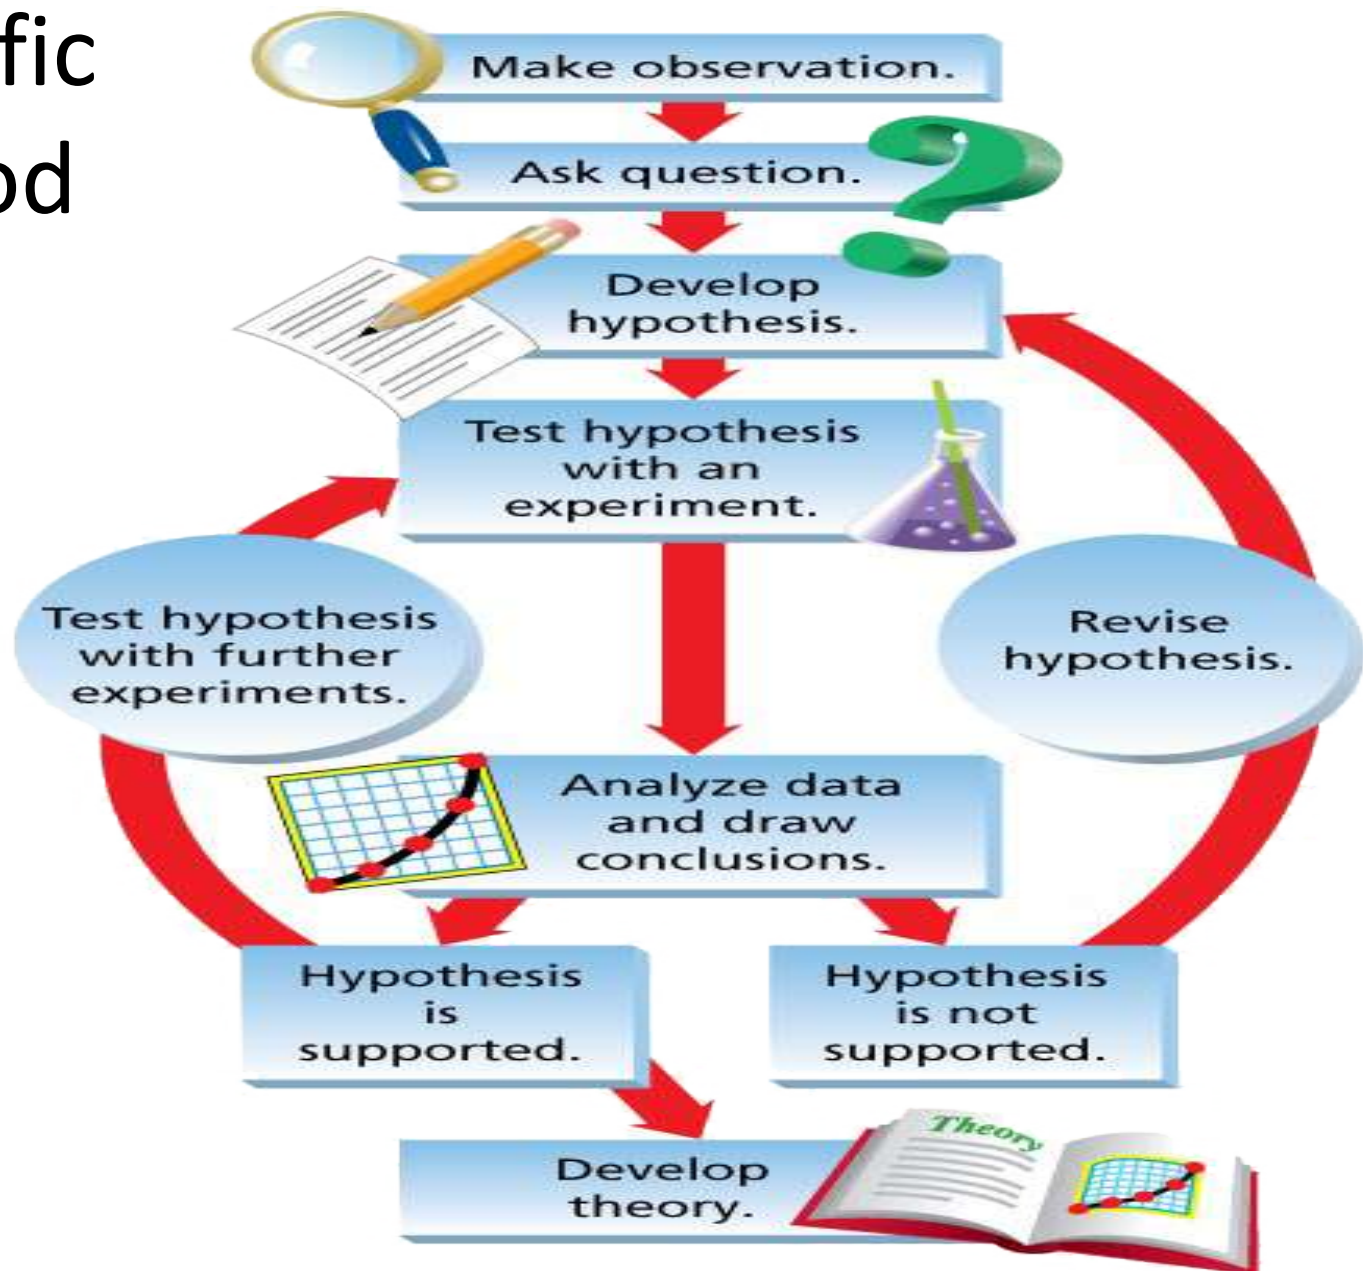 fic
od
Make observation.
Ask question.
Develop
hypothesis.
Test hypothesis
with an
experiment.
Test hypothesis
with further
experiments.
Revise
hypothesis.
Analyze data
and draw
conclusions.
Hypothesis
is
supported.
Hypothesis
is not
supported.
Theory
Develop
theory.